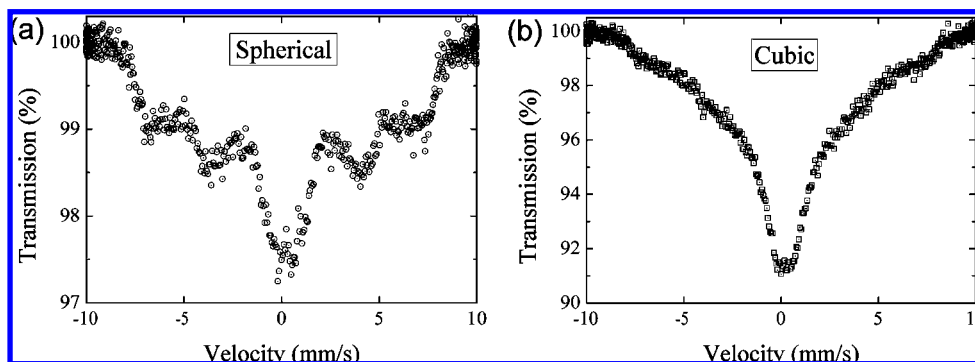 (a)
Spherical
Transmission (%)
100
99
98
97
-10
-5
0
5
10
Velocity (mm/s)
(b)
Cubic
Transmission (%)
100
98
96
94
92
90
-10
-5
0
5
Velocity (mm/s)